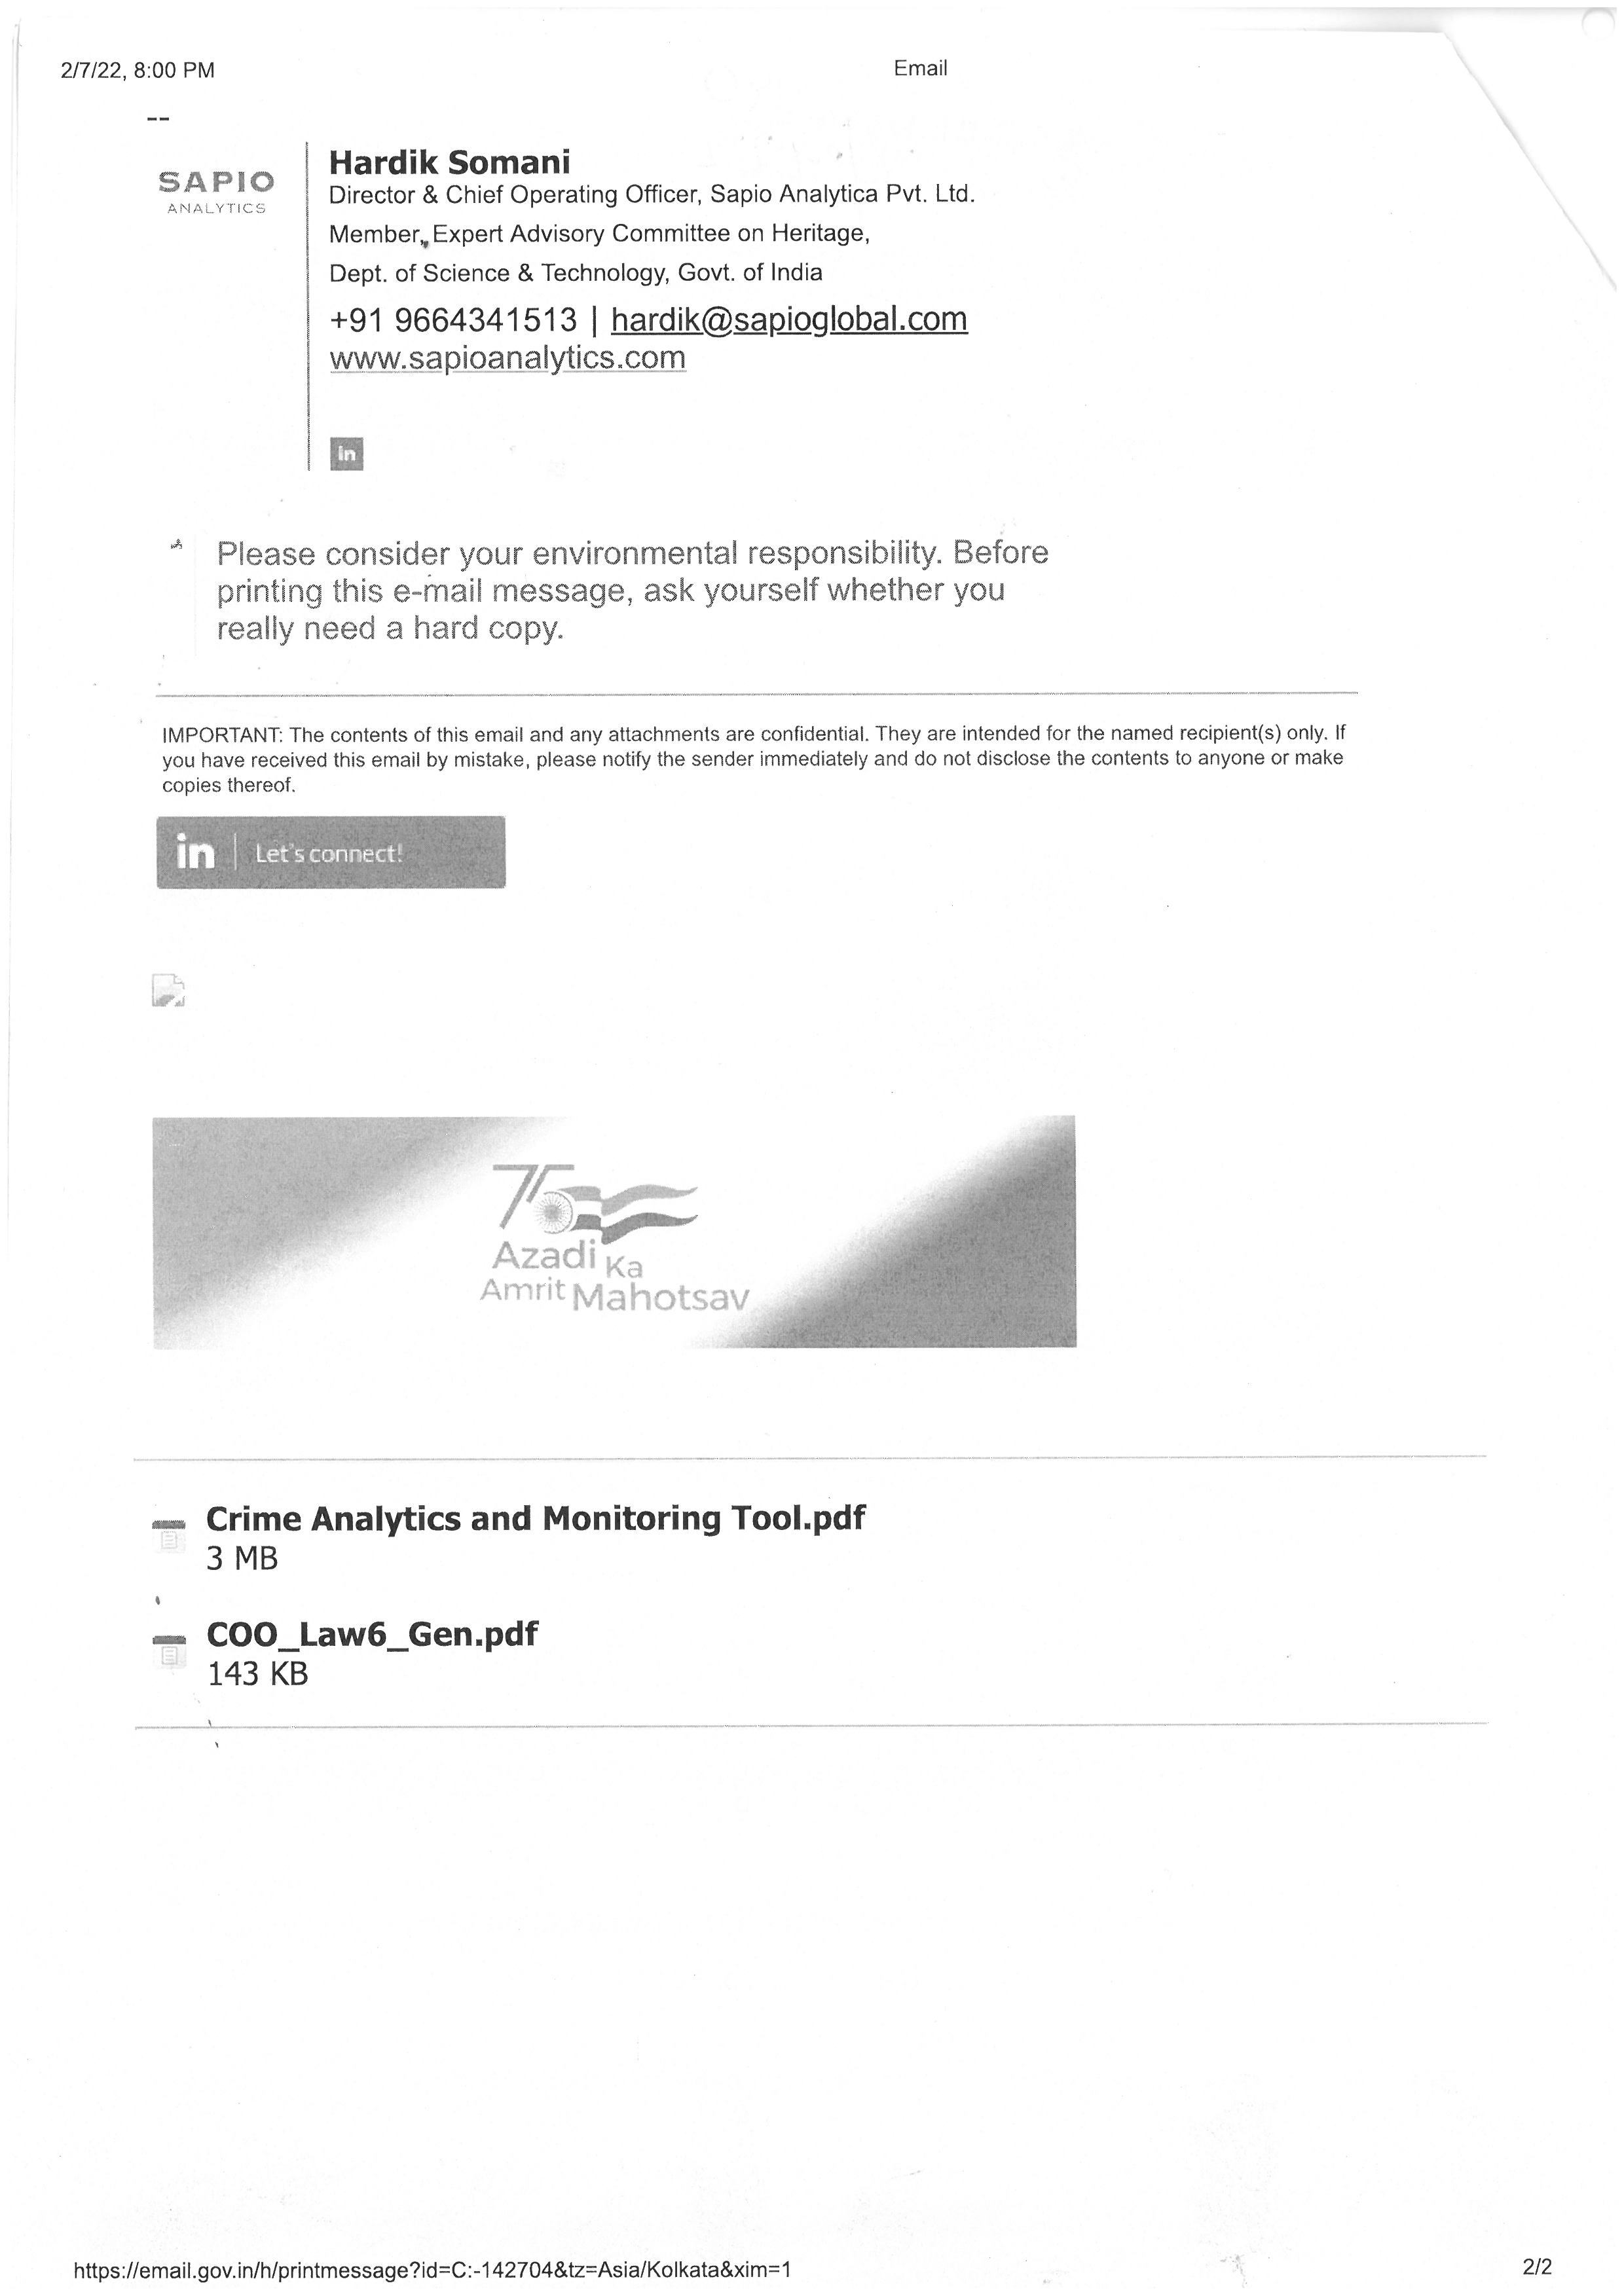 2/7/22, 8:00 PM
Email
--
SAPIO
ANALYTICS
Hardik Somani
Director & Chief Operating Officer, Sapio Analytica Pvt. Ltd.
Member, Expert Advisory Committee on Heritage,
Dept. of Science & Technology, Govt. of India
+91 9664341513 | hardik@sapioglobal.com
www.sapioanalytics.com
in
Please consider your environmental responsibility. Before
printing this e-mail message, ask yourself whether you
really need a hard copy.
IMPORTANT: The contents of this email and any attachments are confidential. They are intended for the named recipient(s) only. If
you have received this email by mistake, please notify the sender immediately and do not disclose the contents to anyone or make
copies thereof.
in | Let's connect!
75
Azadi Ka
Amrit Mahotsav
Crime Analytics and Monitoring Tool.pdf
3 MB
COO_Law6_Gen.pdf
143 KB
https://email.gov.in/h/printmessage?id=C:-142704&tz=Asia/Kolkata&xim=1
2/2